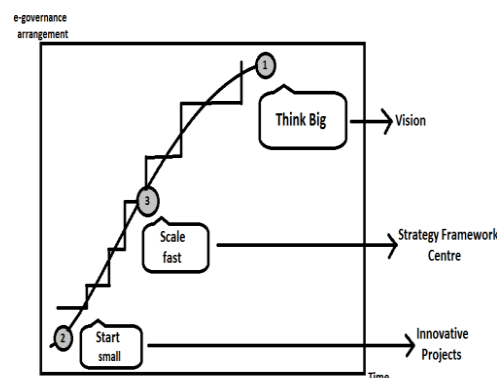 e-governance
arrangement
1
Think Big
Vision
3
Scale
fast
Strategy Framework
Centre
2
Start
small
Innovative
Projects
Time